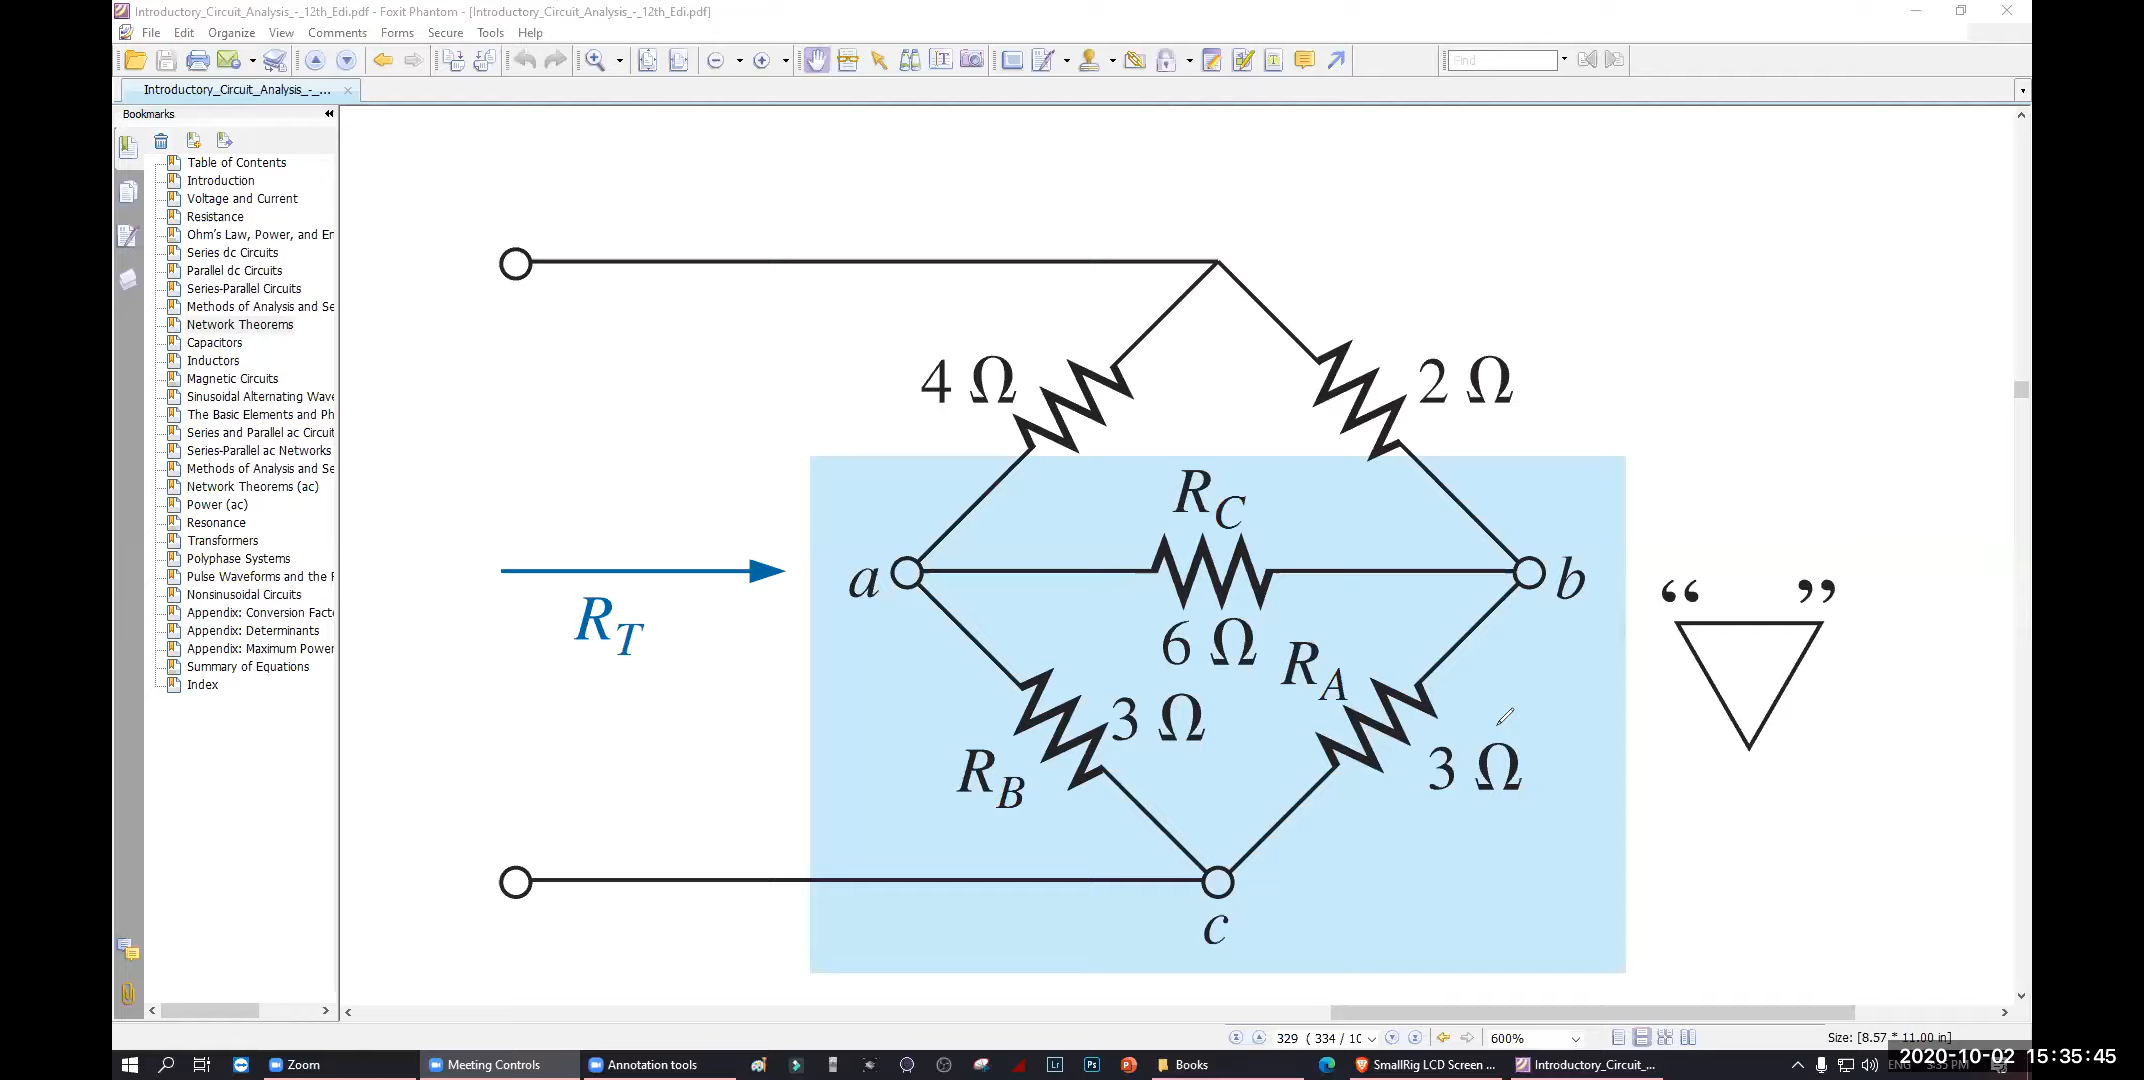 Introductory_Circuit_Analysis_-_12th_Edi.pdf - Foxit Phantom - [Introductory_Circuit_Analysis_-_12th_Edi.pdf]
File Edit Organize View Comments Forms Secure Tools Help
Find
Introductory_Circuit_Analysis_-_...
Bookmarks
Table of Contents
Introduction
Voltage and Current
Resistance
Ohm's Law, Power, and Er
Series dc Circuits
Parallel dc Circuits
Series-Parallel Circuits
Methods of Analysis and Se
Network Theorems
Capacitors
Inductors
Magnetic Circuits
Sinusoidal Alternating Wave
The Basic Elements and Ph
Series and Parallel ac Circuit
Series-Parallel ac Networks
Methods of Analysis and Se
Network Theorems (ac)
Power (ac)
Resonance
Transformers
Polyphase Systems
Pulse Waveforms and the F
Nonsinusoidal Circuits
Appendix: Conversion Facto
Appendix: Determinants
Appendix: Maximum Power
Summary of Equations
Index
4 Ω
2 Ω
R_C
a
b
“ ”
6 Ω
R_T
R_A
3 Ω
R_B
3 Ω
c
329 ( 334 / 10
600%
Size: [8.57 * 11.00 in]
Zoom
Meeting Controls
Annotation tools
Books
SmallRig LCD Screen ...
Introductory_Circuit_...
2020-10-02 15:35:45